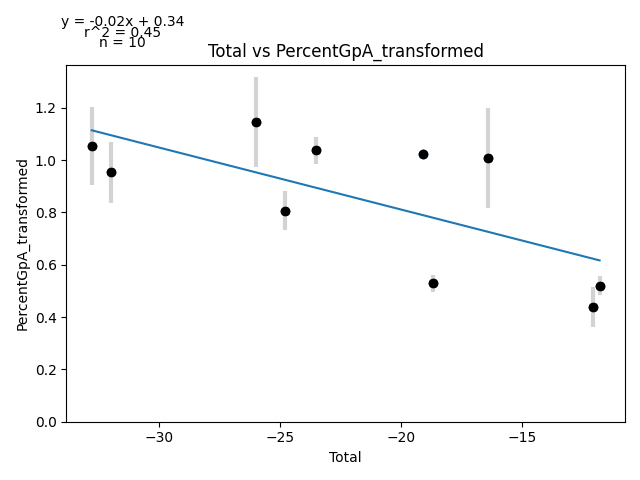 y = -0.02x + 0.34
r^2 = 0.45
n = 10
Total vs PercentGpA_transformed
PercentGpA_transformed
1.2
1.0
0.8
0.6
0.4
0.2
0.0
−30
−25
−20
−15
Total